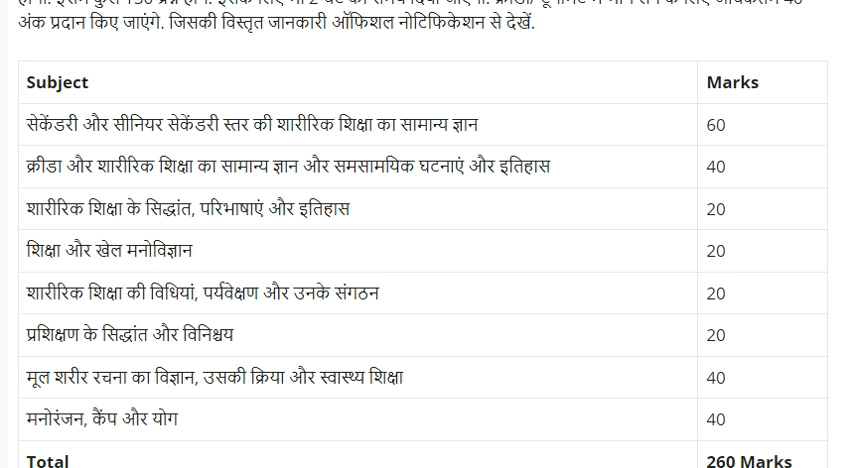 अंक प्रदान किए जाएंगे. जिसकी विस्तृत जानकारी ऑफिशल नोटिफिकेशन से देखें.
Subject Marks
सेकेंडरी और सीनियर सेकेंडरी स्तर की शारीरिक शिक्षा का सामान्य ज्ञान 60
क्रीडा और शारीरिक शिक्षा का सामान्य ज्ञान और समसामयिक घटनाएं और इतिहास 40
शारीरिक शिक्षा के सिद्धांत, परिभाषाएं और इतिहास 20
शिक्षा और खेल मनोविज्ञान 20
शारीरिक शिक्षा की विधियां, पर्यवेक्षण और उनके संगठन 20
प्रशिक्षण के सिद्धांत और विनिश्चय 20
मूल शरीर रचना का विज्ञान, उसकी क्रिया और स्वास्थ्य शिक्षा 40
मनोरंजन, कैंप और योग 40
Total 260 Marks